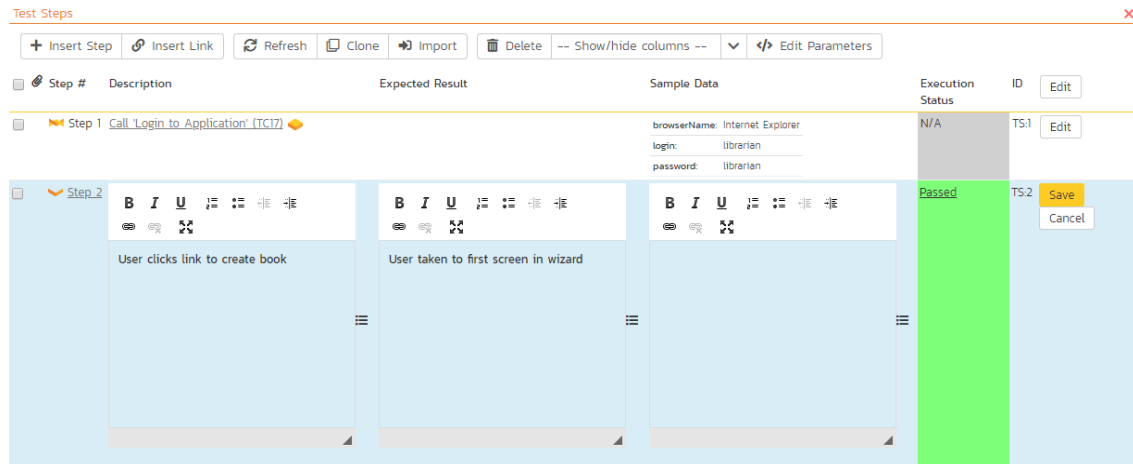 Test Steps
Insert Step Insert Link Refresh Clone Import Delete -- Show/hide columns -- </> Edit Parameters
Step # Description Expected Result Sample Data Execution Status ID Edit
Step 1 Call 'Login to Application' (TC17) browserName: Internet Explorer N/A TS:1 Edit
login: librarian
password: librarian
Step 2 B I U B I U B I U Passed TS:2 Save
Cancel
User clicks link to create book User taken to first screen in wizard